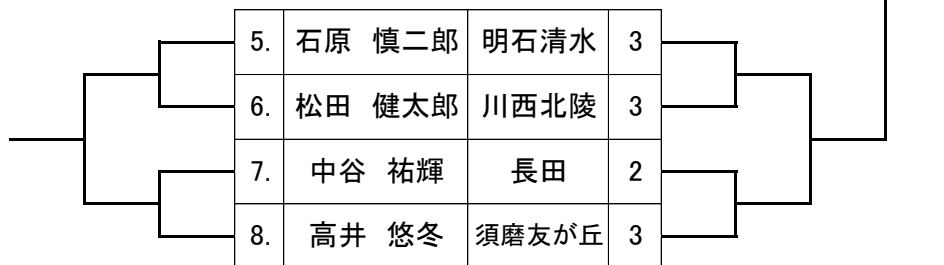 5. 石原 慎二郎 明石清水 3
6. 松田 健太郎 川西北陵 3
7. 中谷 祐輝 長田 2
8. 高井 悠冬 須磨友が丘 3